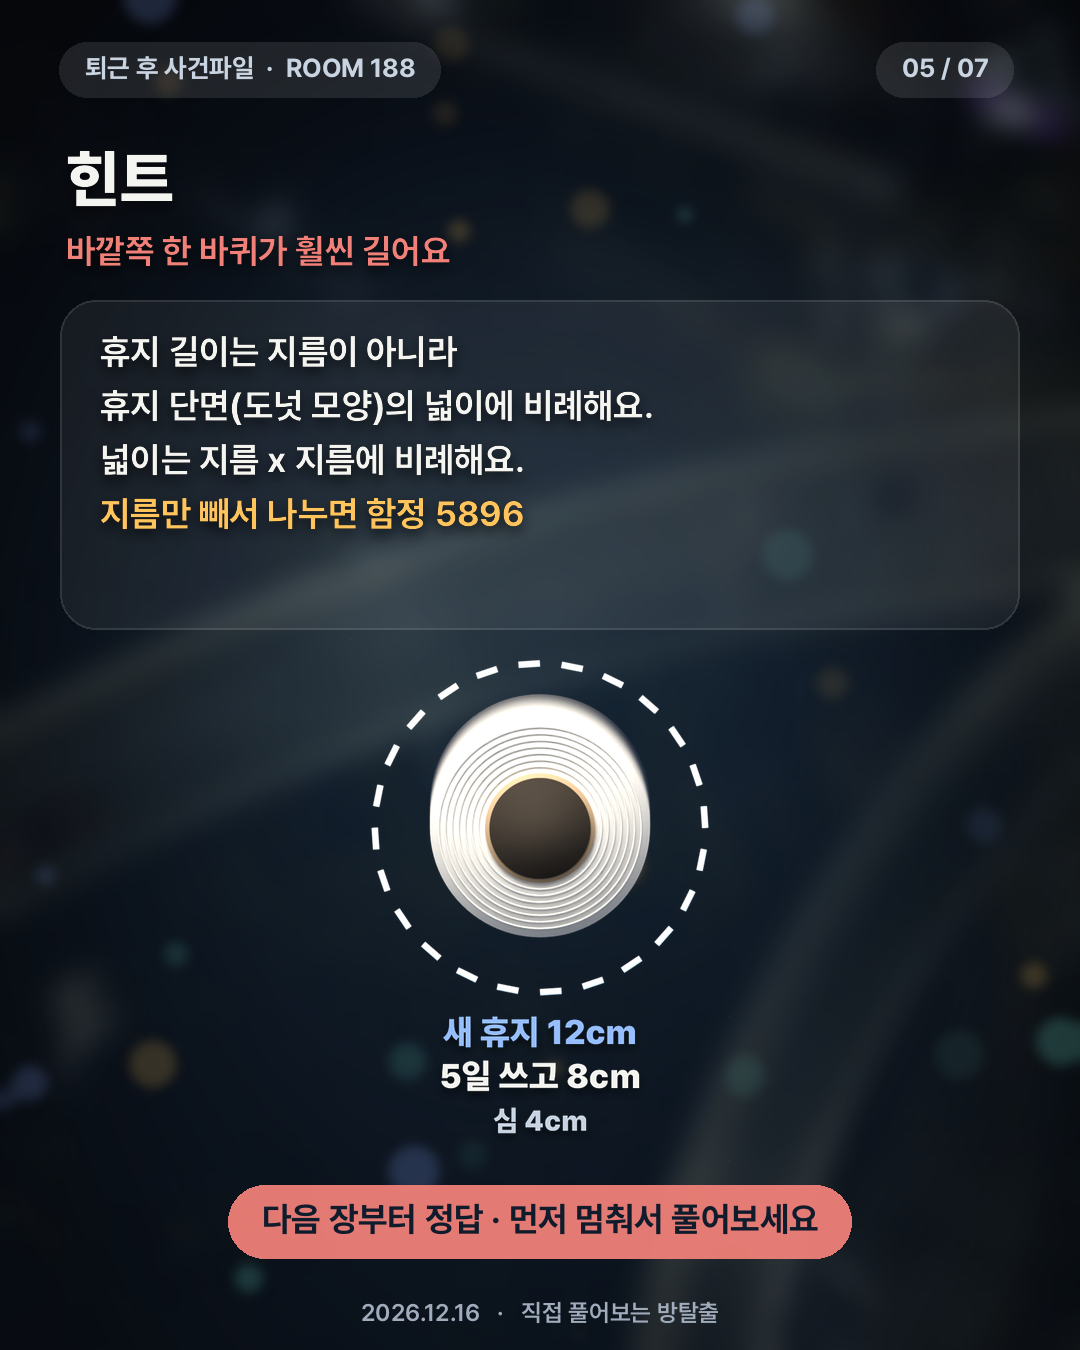 퇴근 후 사건파일 · ROOM 188
05 / 07
힌트
바깥쪽 한 바퀴가 훨씬 길어요
휴지 길이는 지름이 아니라
휴지 단면(도넛 모양)의 넓이에 비례해요.
넓이는 지름 x 지름에 비례해요.
지름만 빼서 나누면 함정 5896
새 휴지 12cm
5일 쓰고 8cm
심 4cm
다음 장부터 정답 · 먼저 멈춰서 풀어보세요
2026.12.16 · 직접 풀어보는 방탈출